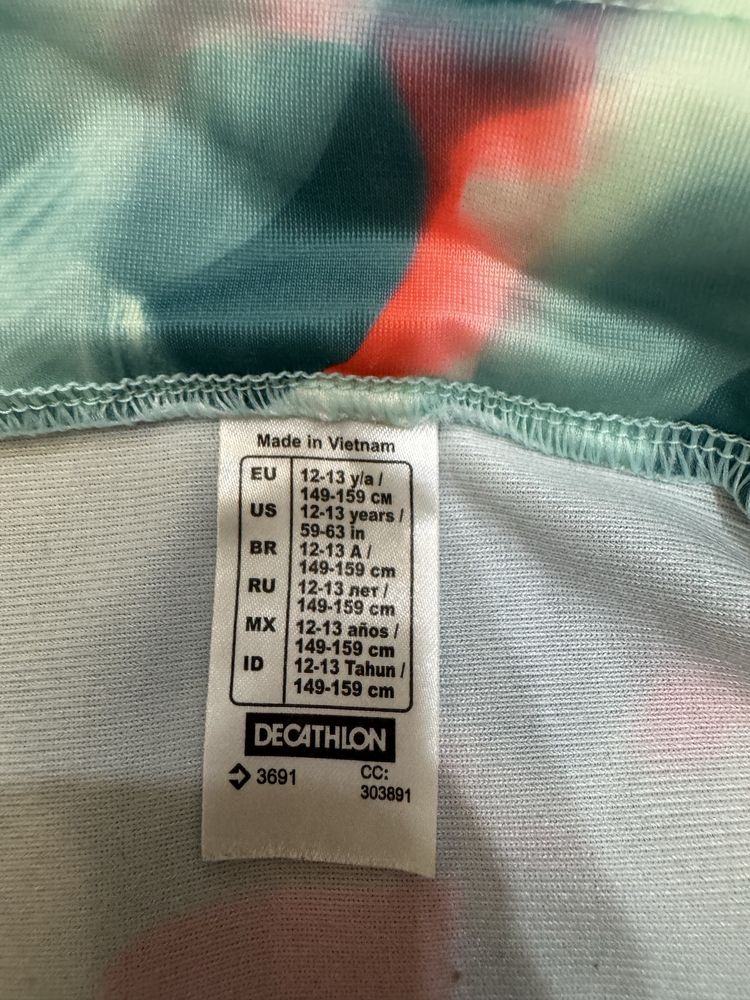 Made in Vietnam
EU 12-13 y/a /
149-159 CM
US 12-13 years /
59-63 in
BR 12-13 A /
149-159 cm
RU 12-13 лет /
149-159 cm
MX 12-13 años /
149-159 cm
ID 12-13 Tahun /
149-159 cm
DECATHLON
3691 CC:
303891